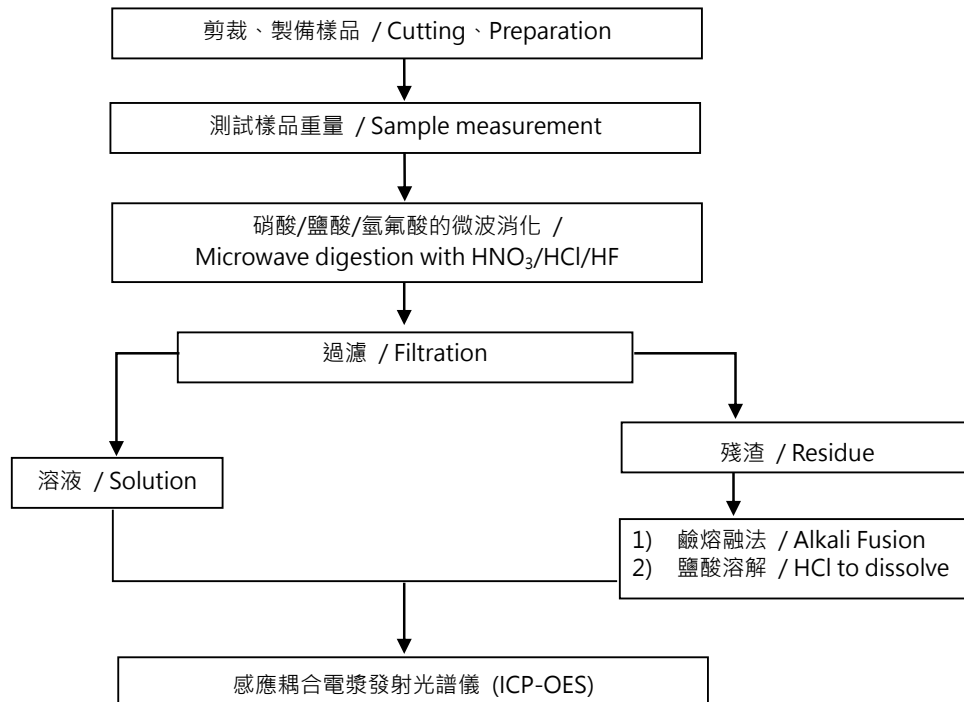 剪裁、製備樣品 / Cutting、Preparation
測試樣品重量 / Sample measurement
硝酸/鹽酸/氫氟酸的微波消化 /
Microwave digestion with HNO₃/HCl/HF
過濾 / Filtration
溶液 / Solution
殘渣 / Residue
1) 鹼熔融法 / Alkali Fusion
2) 鹽酸溶解 / HCl to dissolve
感應耦合電漿發射光譜儀 (ICP-OES)